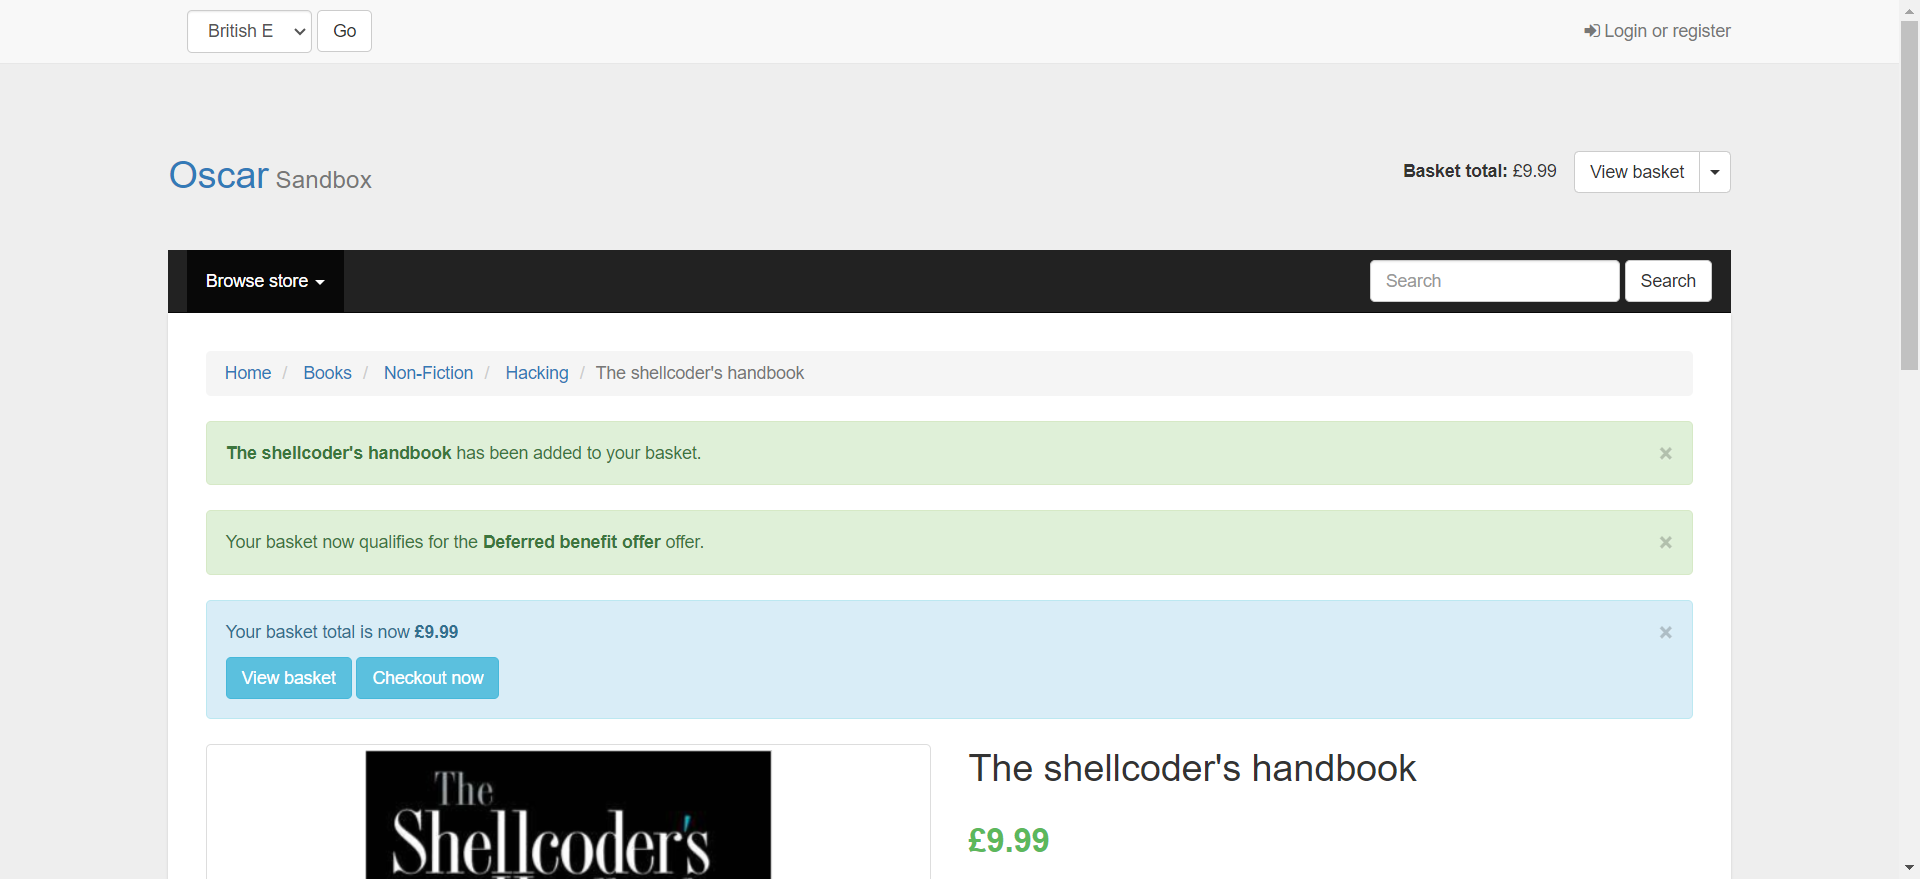 British E
Go
Login or register
Oscar Sandbox
Basket total: £9.99
View basket
Browse store
Search
Search
Home / Books / Non-Fiction / Hacking / The shellcoder's handbook
The shellcoder's handbook has been added to your basket.
×
Your basket now qualifies for the Deferred benefit offer offer.
×
Your basket total is now £9.99
×
View basket
Checkout now
The
Shellcoder's
The shellcoder's handbook
£9.99